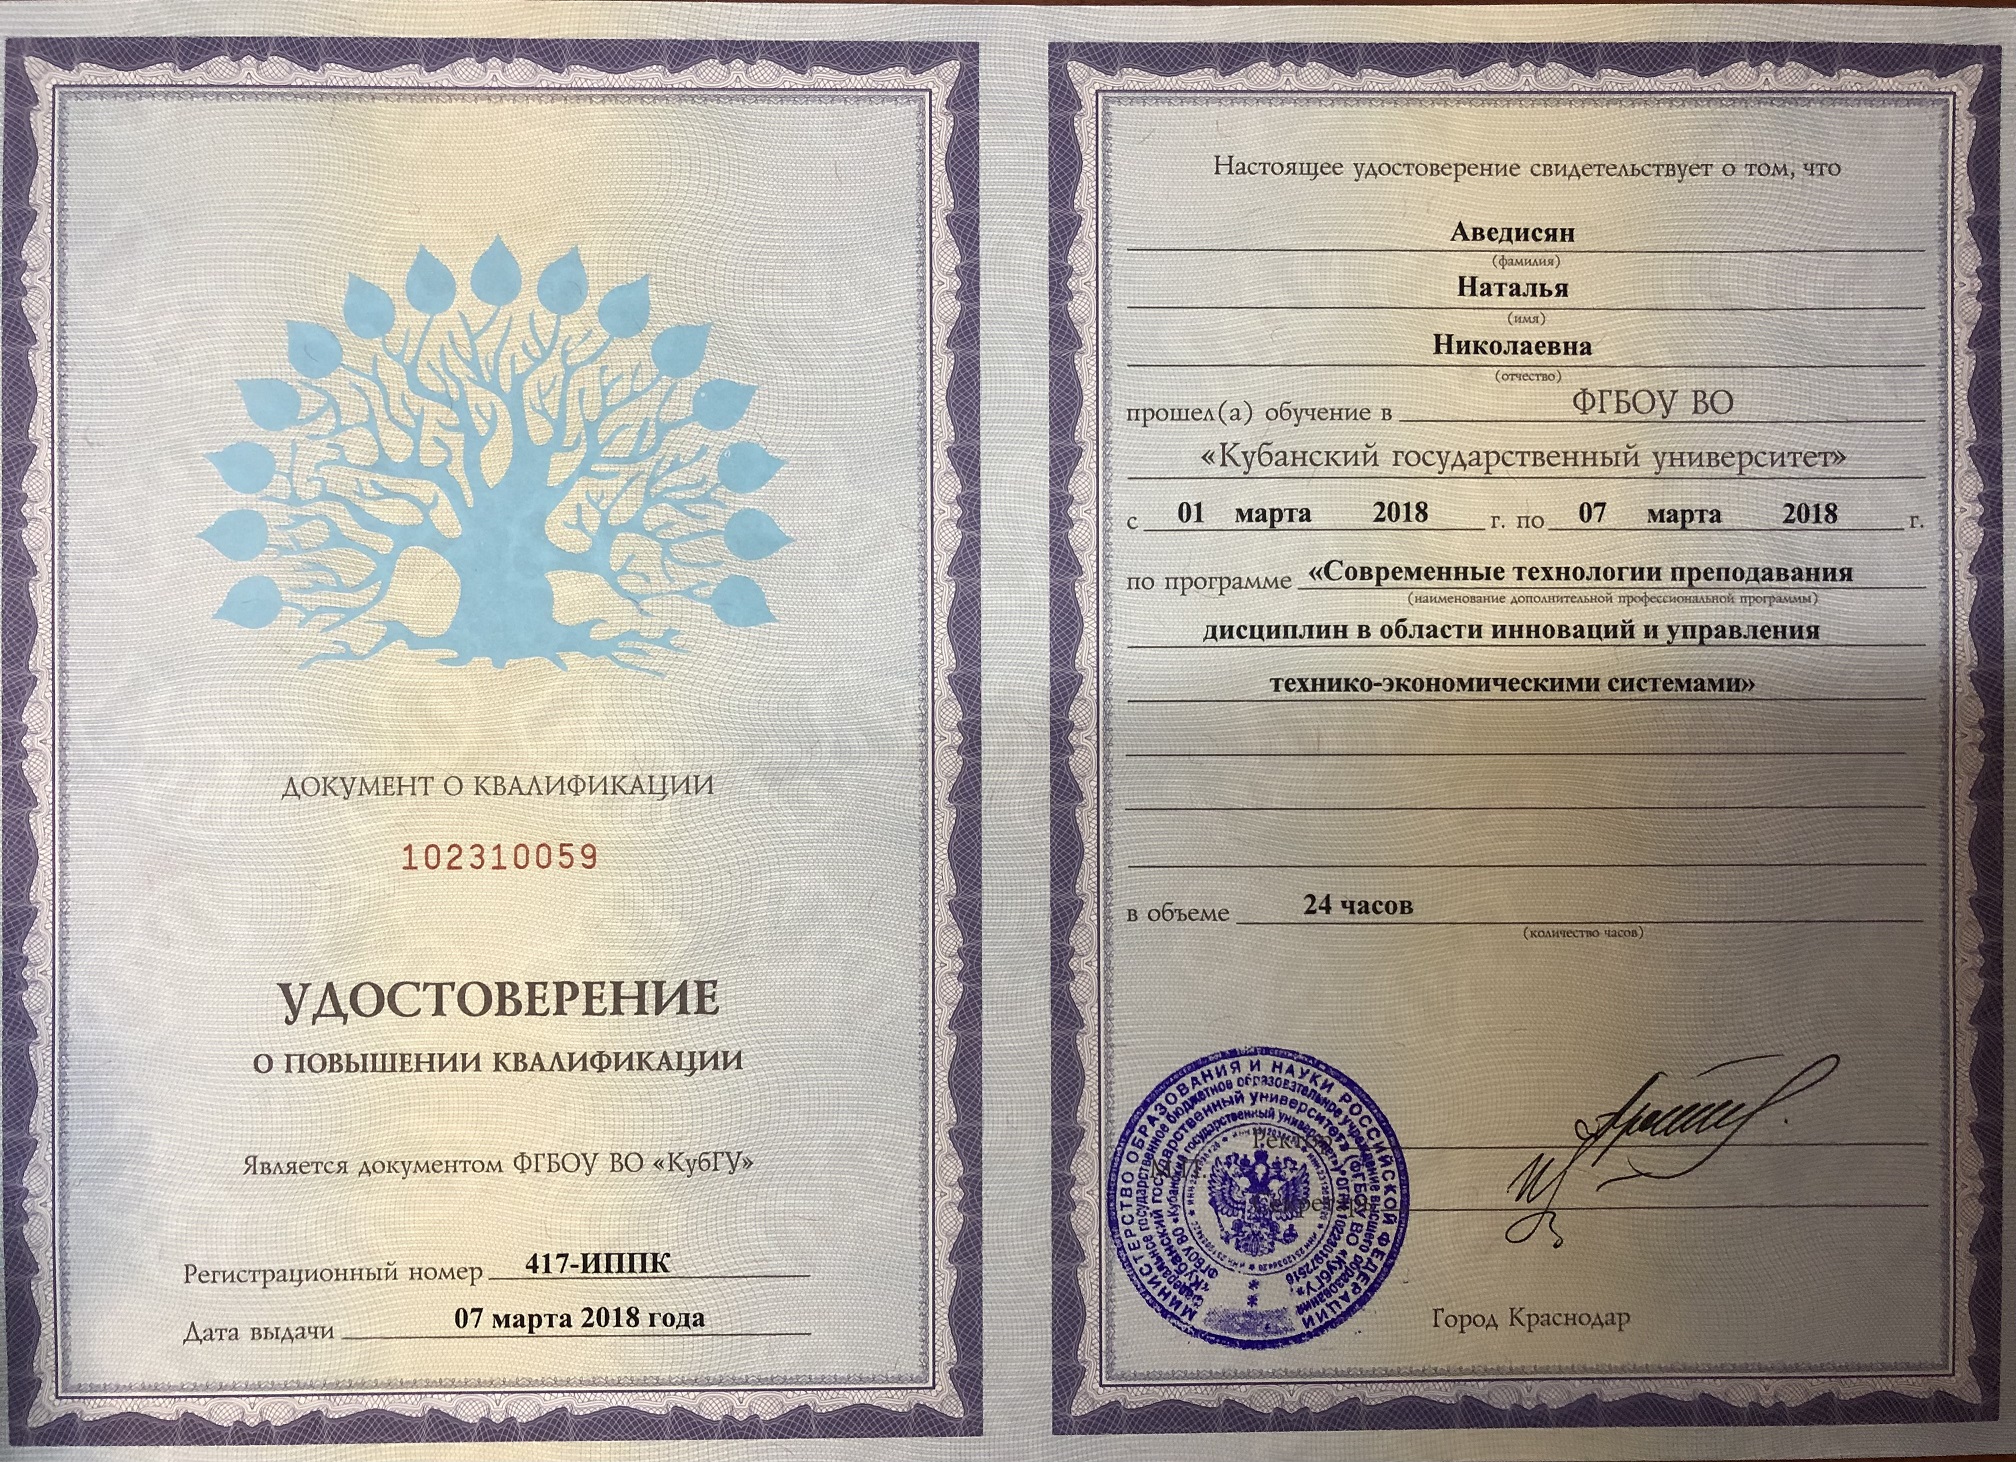 ДОКУМЕНТ О КВАЛИФИКАЦИИ
102310059
УДОСТОВЕРЕНИЕ
О ПОВЫШЕНИИ КВАЛИФИКАЦИИ
Является документом ФГБОУ ВО «КубГУ»
Регистрационный номер 417-ИППК
Дата выдачи 07 марта 2018 года
Настоящее удостоверение свидетельствует о том, что
Аведисян
(фамилия)
Наталья
(имя)
Николаевна
(отчество)
прошел(а) обучение в ФГБОУ ВО
«Кубанский государственный университет»
с 01 марта 2018 г. по 07 марта 2018 г.
по программе «Современные технологии преподавания
(наименование дополнительной профессиональной программы)
дисциплин в области инноваций и управления
технико-экономическими системами»
в объеме 24 часов
(количество часов)
МИНИСТЕРСТВО ОБРАЗОВАНИЯ И НАУКИ РОССИЙСКОЙ ФЕДЕРАЦИИ
Ректор
Секретарь
Город Краснодар